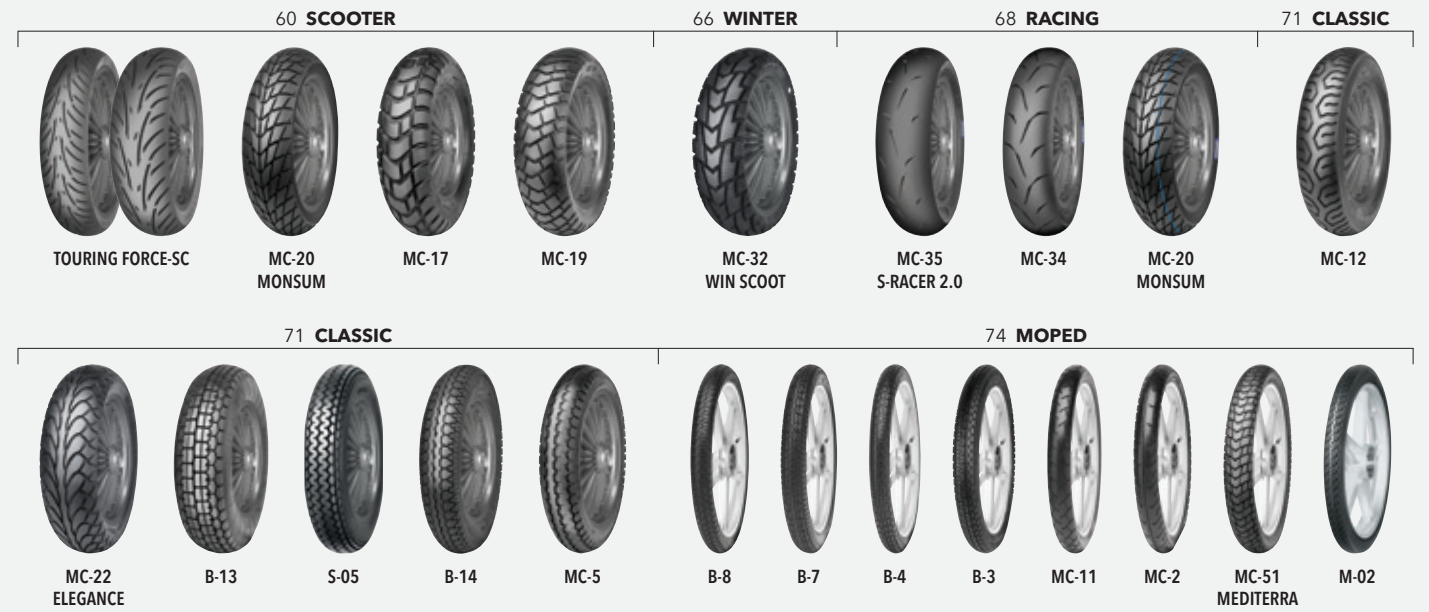 60 SCOOTER
66 WINTER
68 RACING
71 CLASSIC
TOURING FORCE-SC
MC-20
MONSUM
MC-17
MC-19
MC-32
WIN SCOOT
MC-35
S-RACER 2.0
MC-34
MC-20
MONSUM
MC-12
71 CLASSIC
74 MOPED
MC-22
ELEGANCE
B-13
S-05
B-14
MC-5
B-8
B-7
B-4
B-3
MC-11
MC-2
MC-51
MEDITERRA
M-02